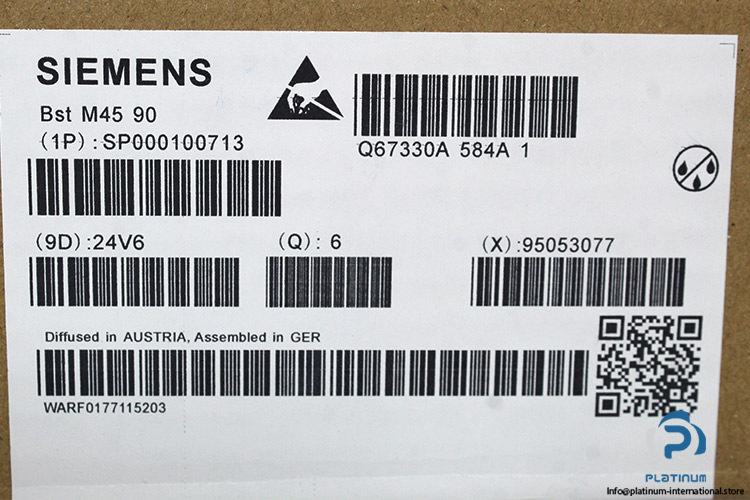 SIEMENS
Bst M45 90
(1P):SP000100713
Q67330A 584A 1
(9D):24V6
(Q): 6
(X):95053077
Diffused in AUSTRIA, Assembled in GER
WARF0177115203
PLATINUM
Info@platinum-international.store